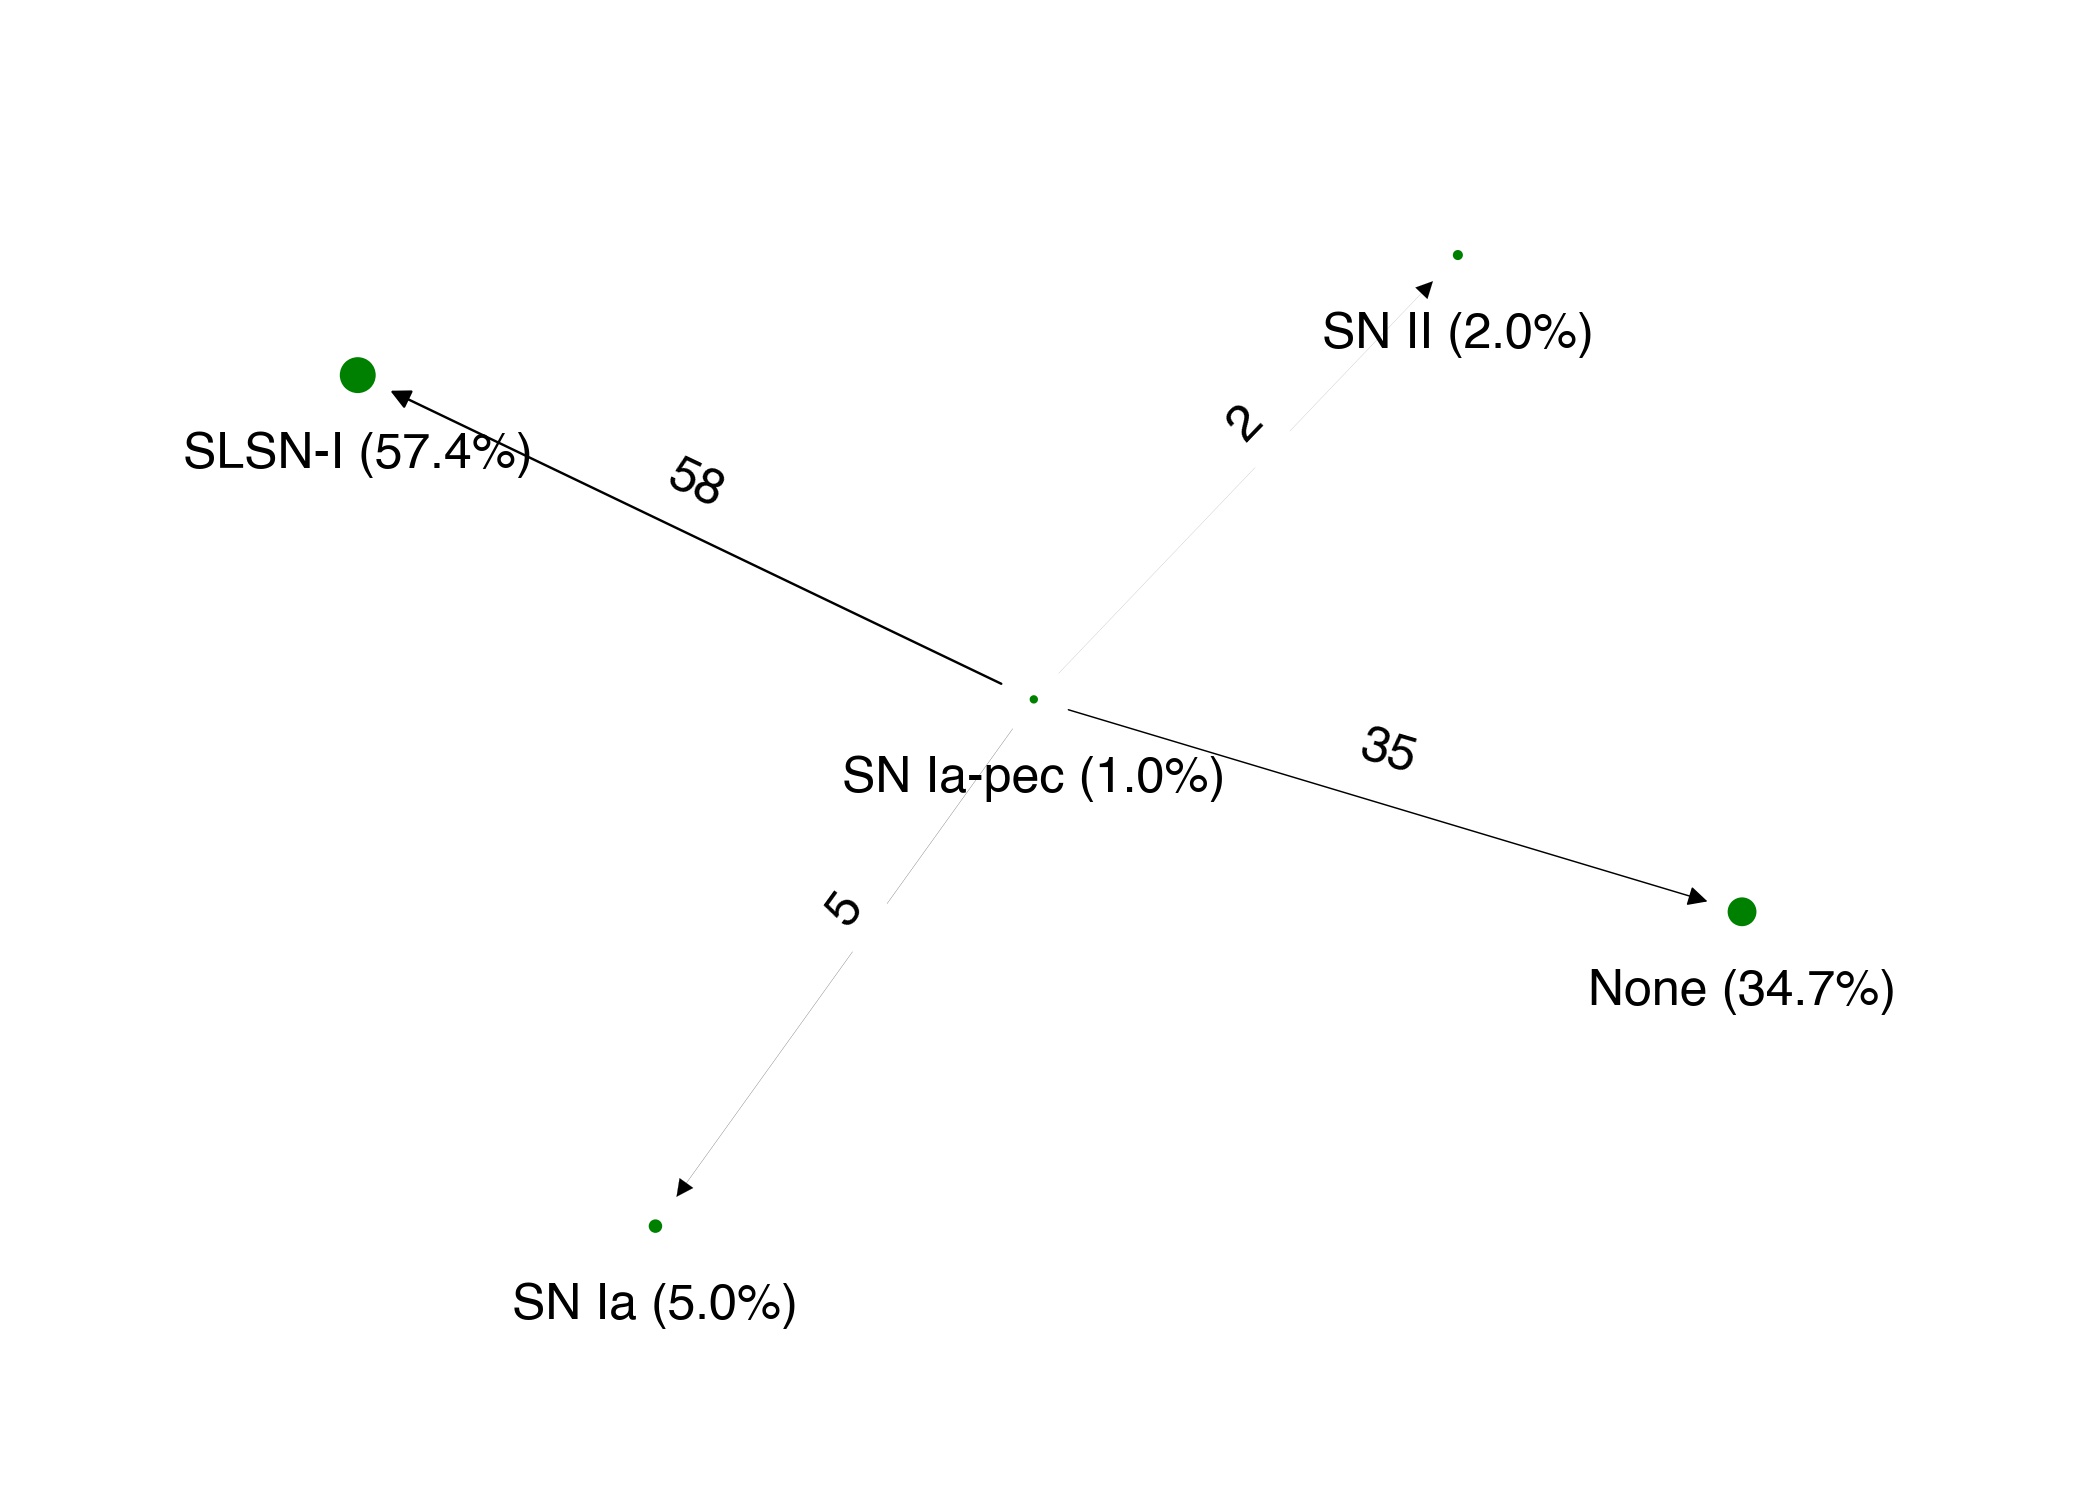 SN II (2.0%)
2
SLSN-I (57.4%)
58
35
SN Ia-pec (1.0%)
5
None (34.7%)
SN Ia (5.0%)